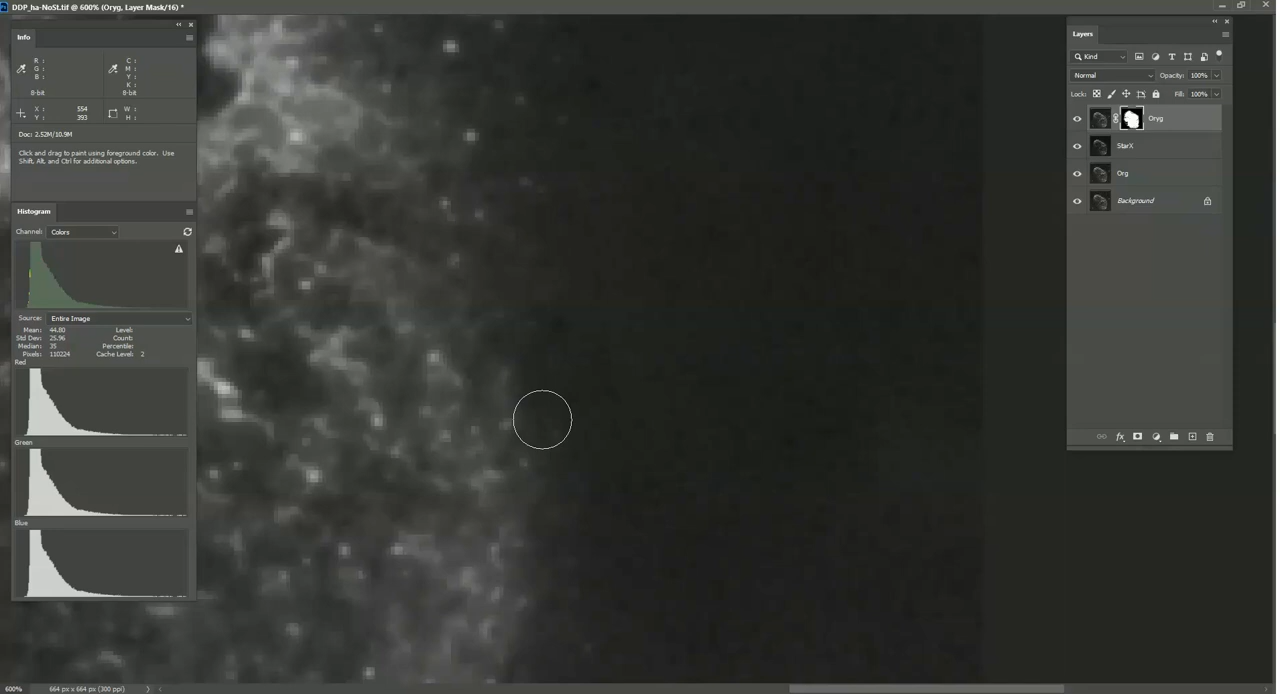 DDP_ha-NoSt.tif @ 600% (Oryg, Layer Mask/16) *
Info
R :
G :
B :
8-bit
C :
M :
Y :
K :
8-bit
X : 554
Y : 393
W :
H :
Doc: 2.52M/10.9M
Click and drag to paint using foreground color. Use
Shift, Alt, and Ctrl for additional options.
Histogram
Channel: Colors
Source: Entire Image
Mean: 44.80 Level:
Std Dev: 25.96 Count:
Median: 35 Percentile:
Pixels: 110224 Cache Level: 2
Red
Green
Blue
600% 664 px x 664 px (300 ppi)
Layers
Kind
Normal Opacity: 100%
Lock: Fill: 100%
Oryg
StarX
Org
Background
fx